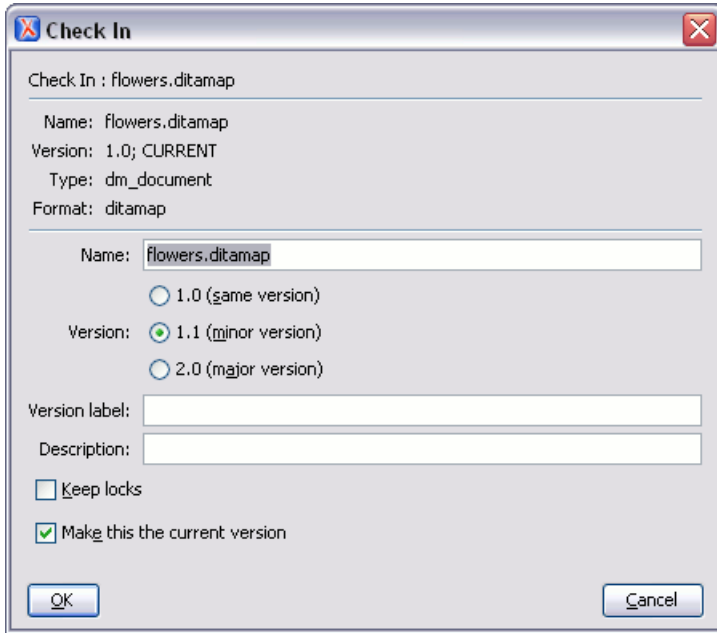 Check In
Check In : flowers.ditamap
Name: flowers.ditamap
Version: 1.0; CURRENT
Type: dm_document
Format: ditamap
Name: flowers.ditamap
1.0 (same version)
Version: 1.1 (minor version)
2.0 (major version)
Version label:
Description:
Keep locks
Make this the current version
OK Cancel